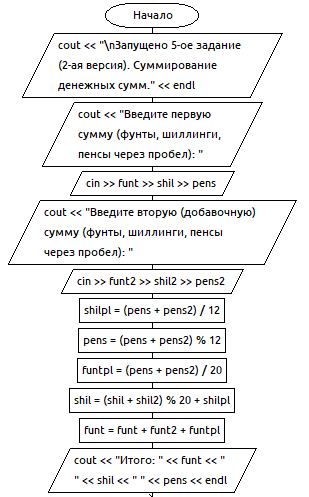 Начало
cout << "\nЗапущено 5-ое задание
(2-ая версия). Суммирование
денежных сумм." << endl
cout << "Введите первую
сумму (фунты, шиллинги,
пенсы через пробел): "
cin >> funt >> shil >> pens
cout << "Введите вторую (добавочную)
сумму (фунты, шиллинги, пенсы
через пробел): "
cin >> funt2 >> shil2 >> pens2
shilpl = (pens + pens2) / 12
pens = (pens + pens2) % 12
funtpl = (pens + pens2) / 20
shil = (shil + shil2) % 20 + shilpl
funt = funt + funt2 + funtpl
cout << "Итого: " << funt << "
" << shil << " " << pens << endl